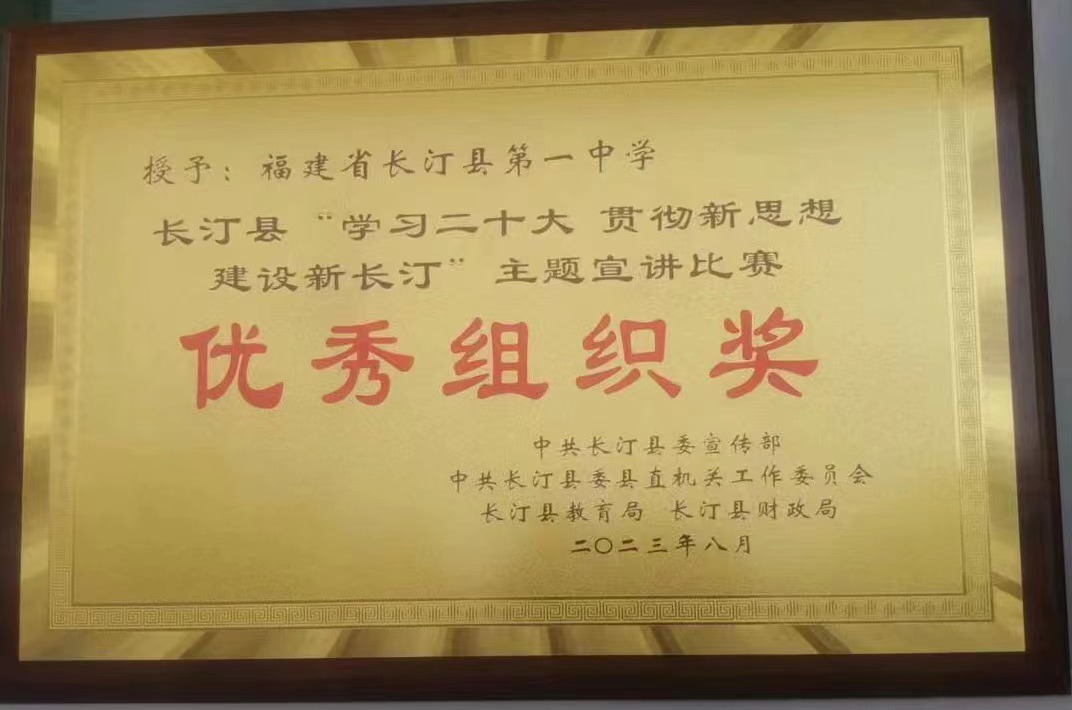 授予：福建省长汀县第一中学
长汀县“学习二十大 贯彻新思想
建设新长汀”主题宣讲比赛
优秀组织奖
中共长汀县委宣传部
中共长汀县委县直机关工作委员会
长汀县教育局 长汀县财政局
二〇二三年八月